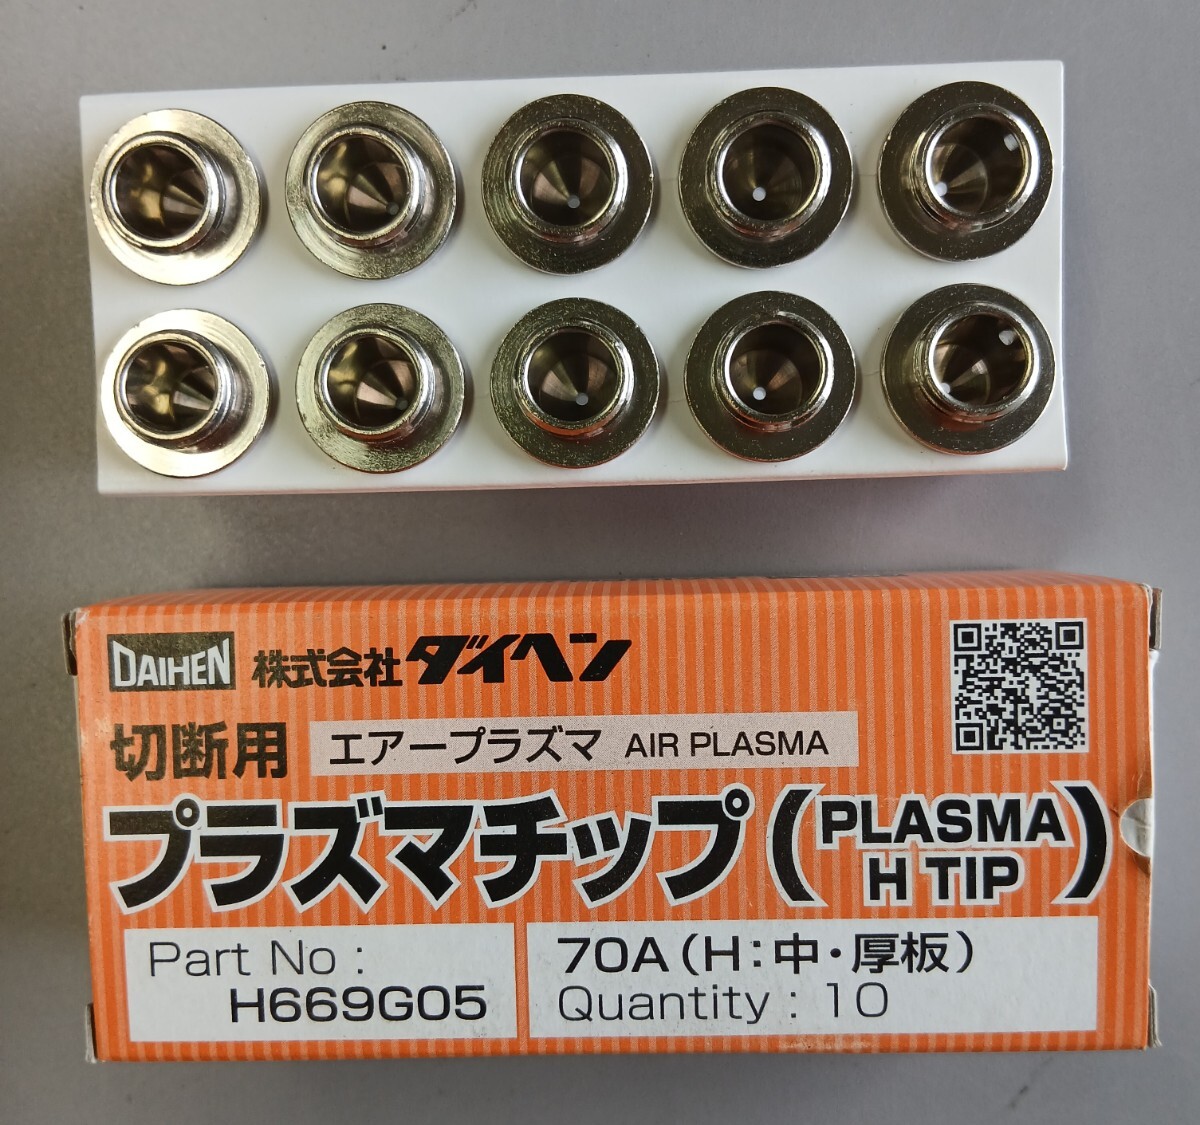 DAIHEN 株式会社ダイヘン
切断用 エアープラズマ AIR PLASMA
プラズマチップ(PLASMA H TIP)
Part No :
H669G05
70A(H:中・厚板)
Quantity : 10